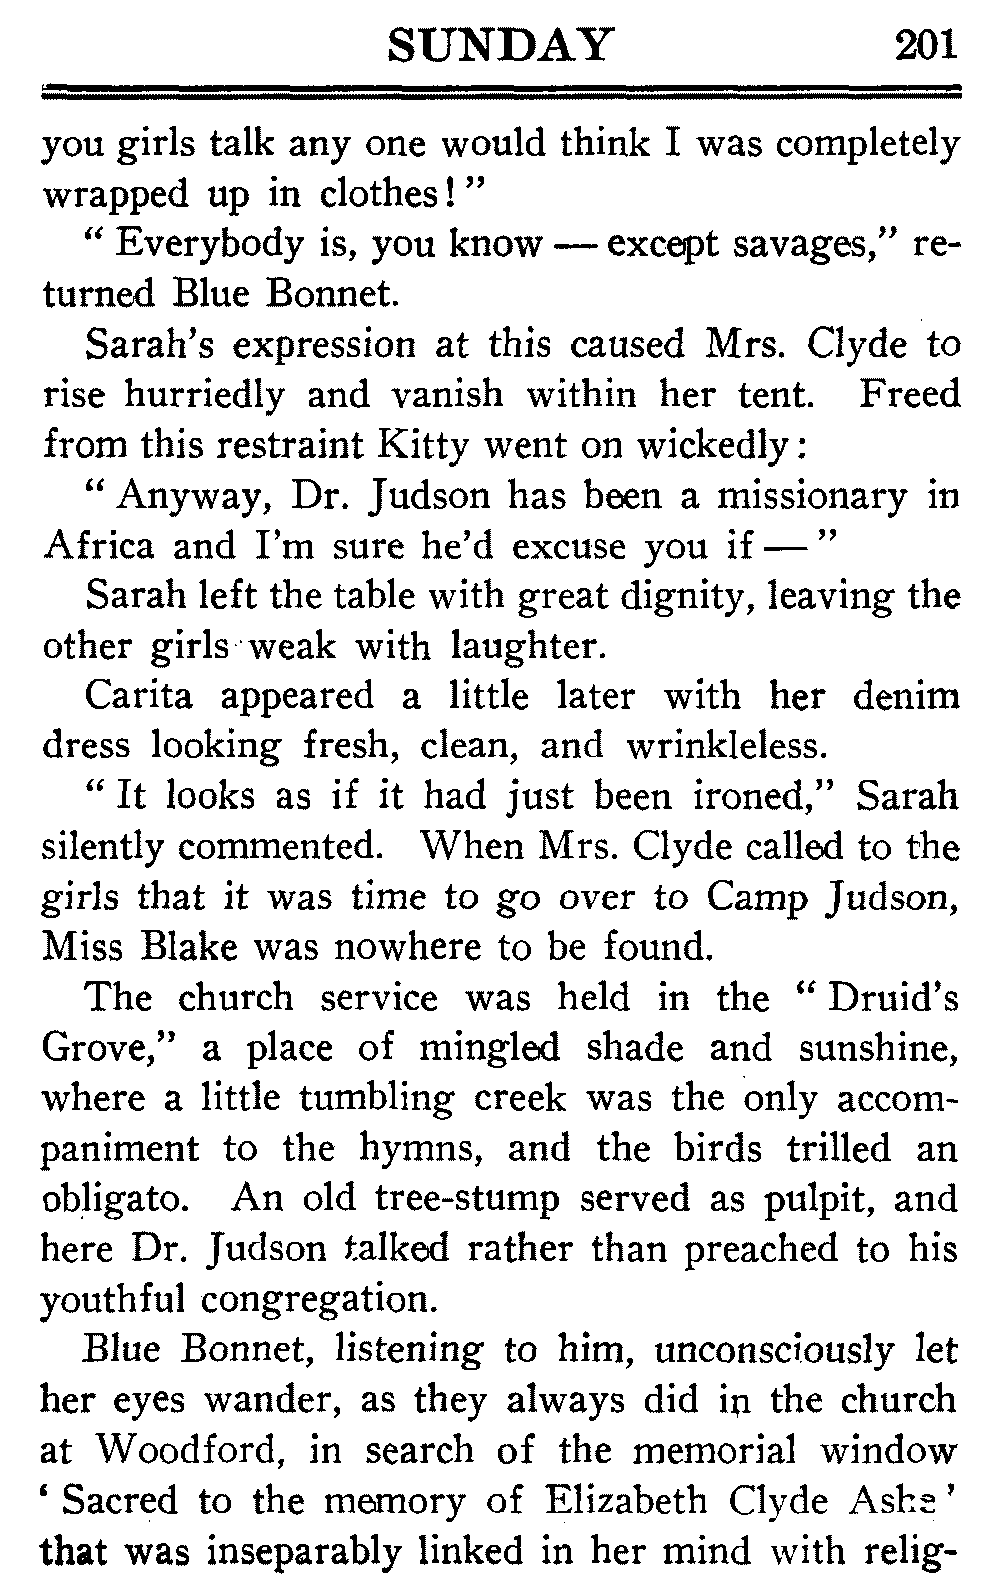 SUNDAY 201
you girls talk any one would think I was completely
wrapped up in clothes!"
"Everybody is, you know — except savages," re-
turned Blue Bonnet.
Sarah's expression at this caused Mrs. Clyde to
rise hurriedly and vanish within her tent. Freed
from this restraint Kitty went on wickedly:
"Anyway, Dr. Judson has been a missionary in
Africa and I'm sure he'd excuse you if — "
Sarah left the table with great dignity, leaving the
other girls weak with laughter.
Carita appeared a little later with her denim
dress looking fresh, clean, and wrinkleless.
"It looks as if it had just been ironed," Sarah
silently commented. When Mrs. Clyde called to the
girls that it was time to go over to Camp Judson,
Miss Blake was nowhere to be found.
The church service was held in the "Druid's
Grove," a place of mingled shade and sunshine,
where a little tumbling creek was the only accom-
paniment to the hymns, and the birds trilled an
obligato. An old tree-stump served as pulpit, and
here Dr. Judson talked rather than preached to his
youthful congregation.
Blue Bonnet, listening to him, unconsciously let
her eyes wander, as they always did in the church
at Woodford, in search of the memorial window
'Sacred to the memory of Elizabeth Clyde Ashe'
that was inseparably linked in her mind with relig-